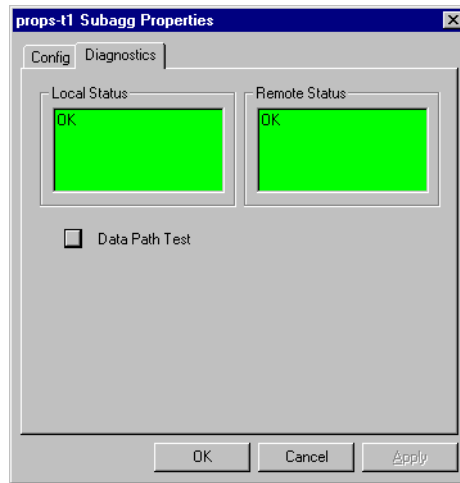 props-t1 Subagg Properties
Config Diagnostics
Local Status Remote Status
OK OK
Data Path Test
OK Cancel Apply